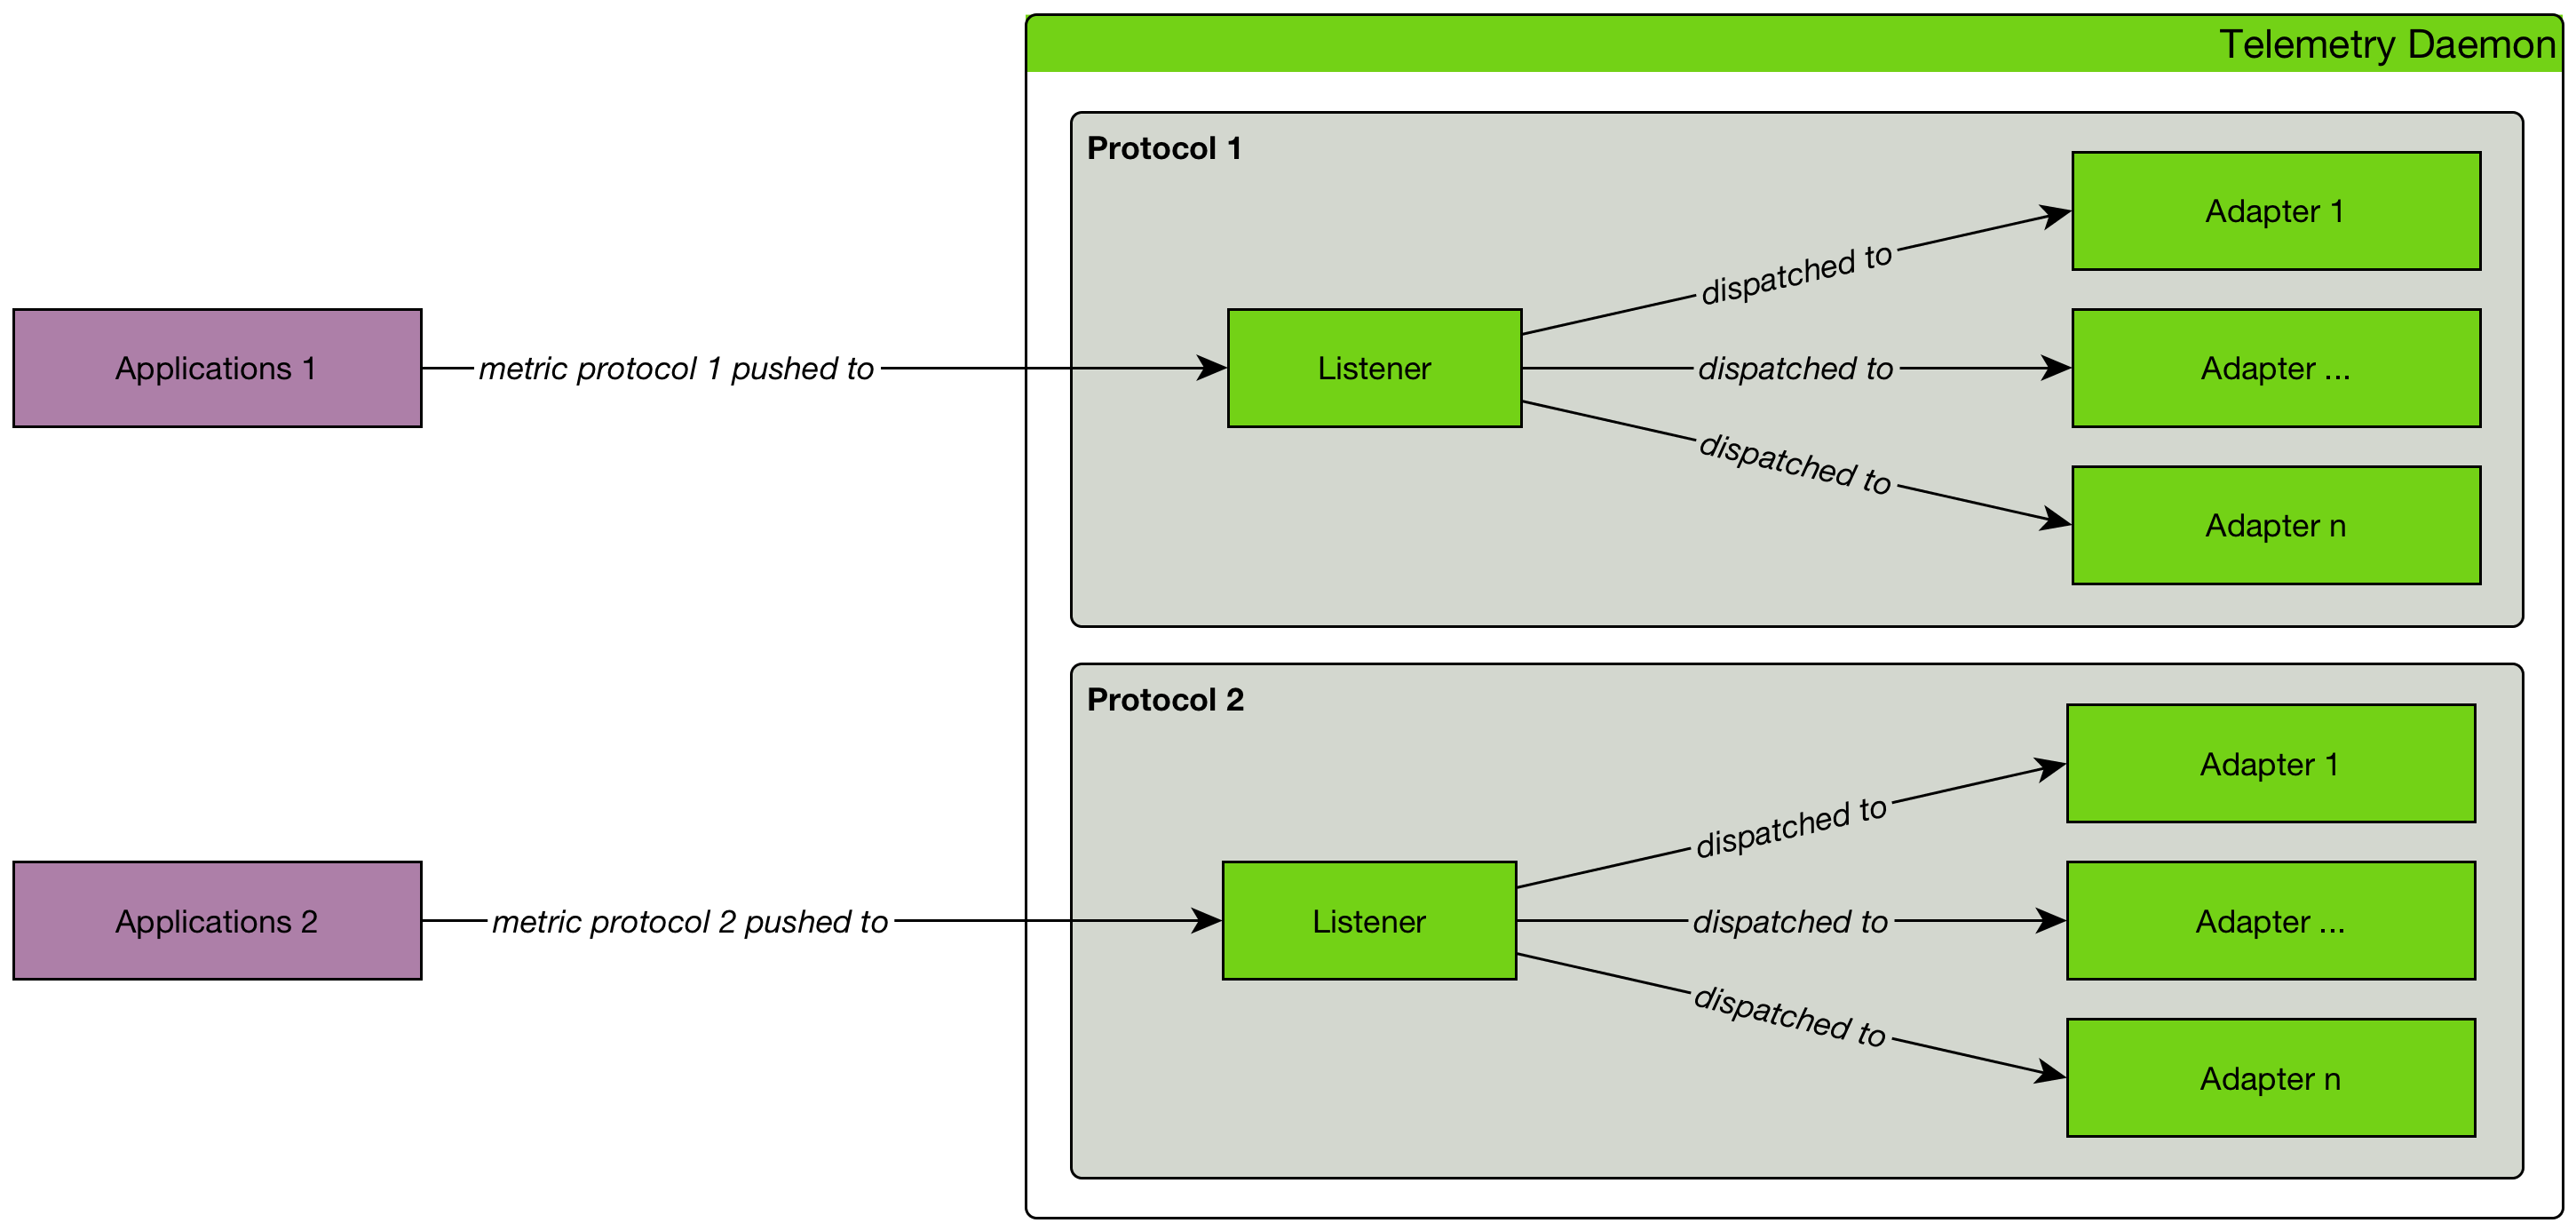 Telemetry Daemon
Protocol 1
Applications 1
metric protocol 1 pushed to
Listener
dispatched to
Adapter 1
dispatched to
Adapter ...
dispatched to
Adapter n
Protocol 2
Applications 2
metric protocol 2 pushed to
Listener
dispatched to
Adapter 1
dispatched to
Adapter ...
dispatched to
Adapter n